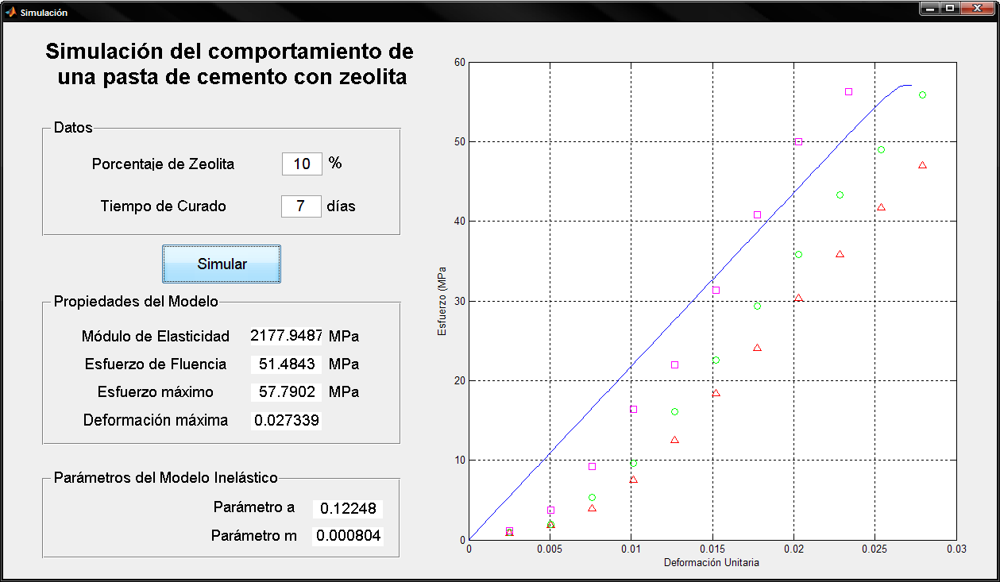 Simulación
Simulación del comportamiento de
una pasta de cemento con zeolita
Datos
Porcentaje de Zeolita 10 %
Tiempo de Curado 7 días
Simular
Propiedades del Modelo
Módulo de Elasticidad 2177.9487 MPa
Esfuerzo de Fluencia 51.4843 MPa
Esfuerzo máximo 57.7902 MPa
Deformación máxima 0.027339
Parámetros del Modelo Inelástico
Parámetro a 0.12248
Parámetro m 0.000804
60
50
40
30
20
10
0
Esfuerzo (MPa
0 0.005 0.01 0.015 0.02 0.025 0.03
Deformación Unitaria